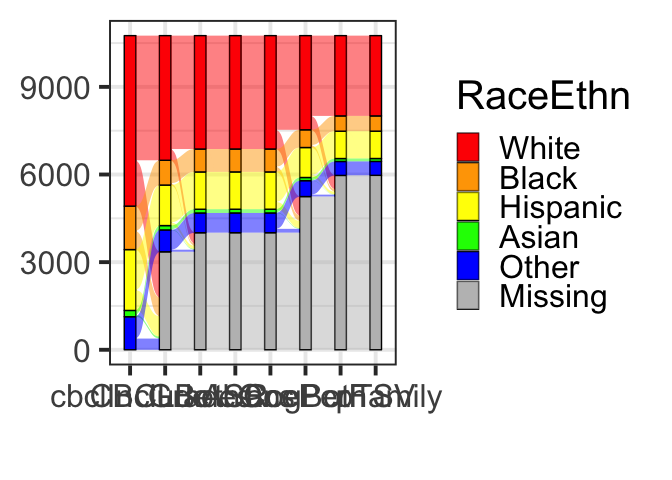 RaceEthn
White
Black
Hispanic
Asian
Other
Missing
9000
6000
3000
0